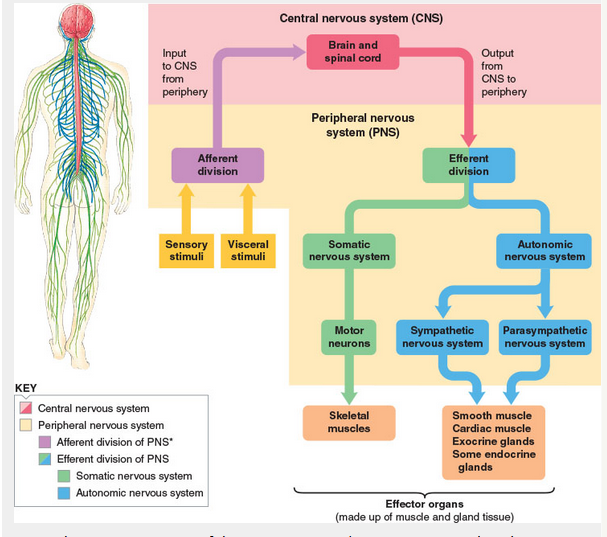 Central nervous system (CNS)
Input
to CNS
from
periphery
Brain and
spinal cord
Output
from
CNS to
periphery
Peripheral nervous
system (PNS)
Afferent
division
Efferent
division
Sensory
stimuli
Visceral
stimuli
Somatic
nervous system
Autonomic
nervous system
Motor
neurons
Sympathetic
nervous system
Parasympathetic
nervous system
Skeletal
muscles
Smooth muscle
Cardiac muscle
Exocrine glands
Some endocrine
glands
Effector organs
(made up of muscle and gland tissue)
KEY
Central nervous system
Peripheral nervous system
Afferent division of PNS*
Efferent division of PNS
Somatic nervous system
Autonomic nervous system